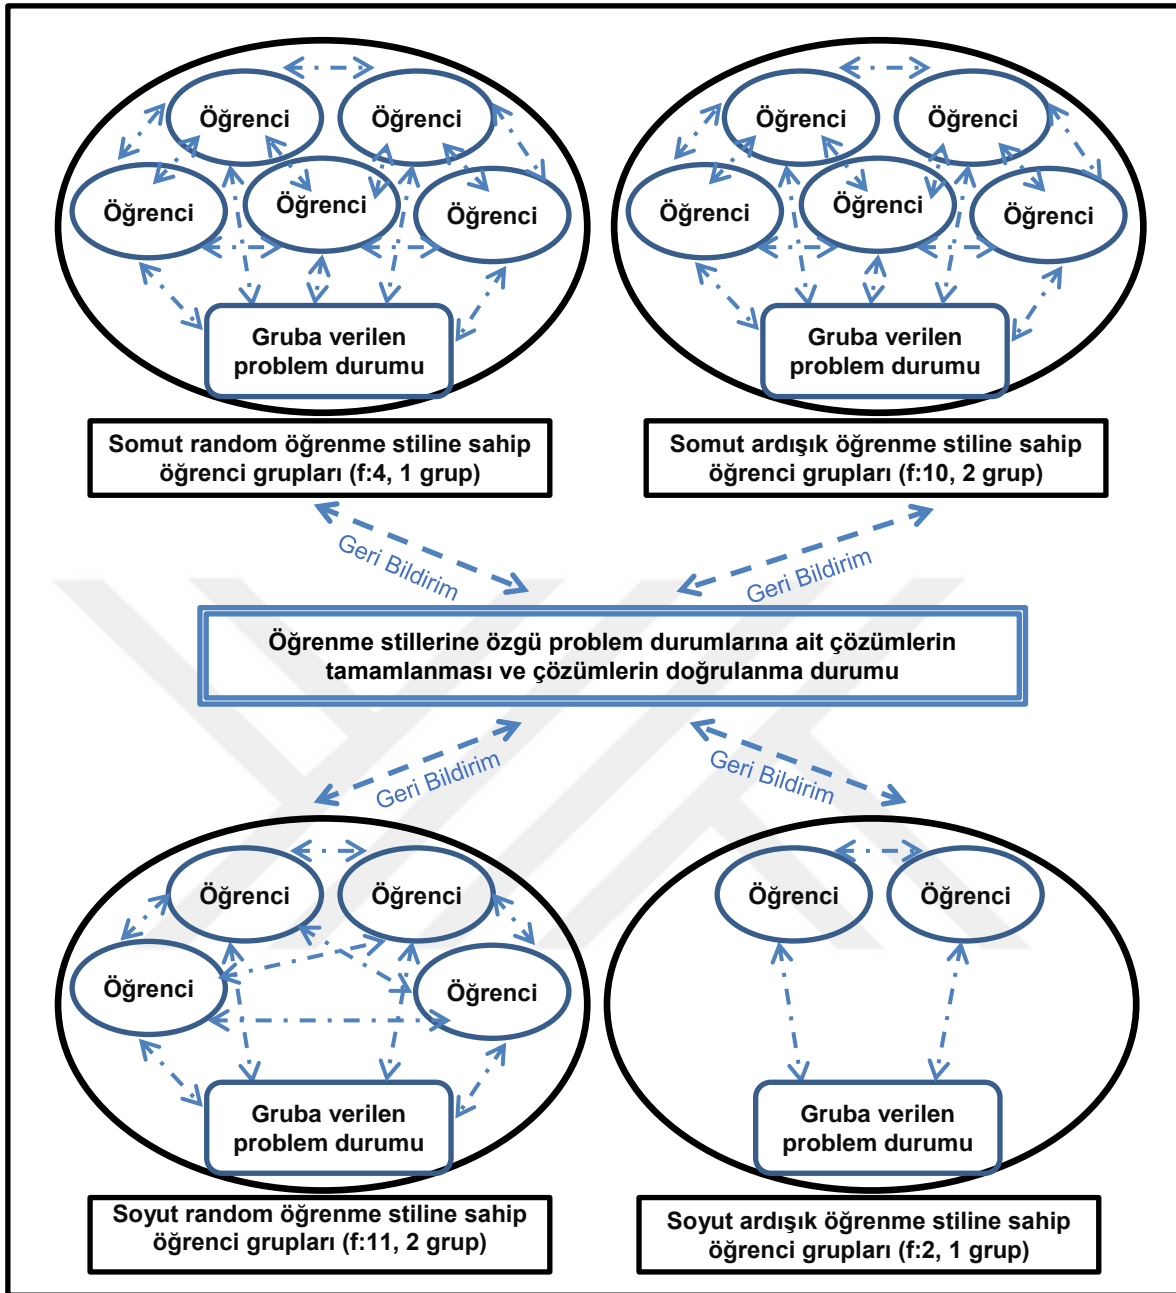 Öğrenci
Öğrenci
Öğrenci
Öğrenci
Öğrenci
Gruba verilen
problem durumu
Somut random öğrenme stiline sahip
öğrenci grupları (f:4, 1 grup)
Öğrenci
Öğrenci
Öğrenci
Öğrenci
Öğrenci
Gruba verilen
problem durumu
Somut ardışık öğrenme stiline sahip
öğrenci grupları (f:10, 2 grup)
Geri Bildirim
Geri Bildirim
Öğrenme stillerine özgü problem durumlarına ait çözümlerin
tamamlanması ve çözümlerin doğrulanma durumu
Geri Bildirim
Geri Bildirim
Öğrenci
Öğrenci
Öğrenci
Öğrenci
Gruba verilen
problem durumu
Soyut random öğrenme stiline sahip
öğrenci grupları (f:11, 2 grup)
Öğrenci
Öğrenci
Gruba verilen
problem durumu
Soyut ardışık öğrenme stiline sahip
öğrenci grupları (f:2, 1 grup)